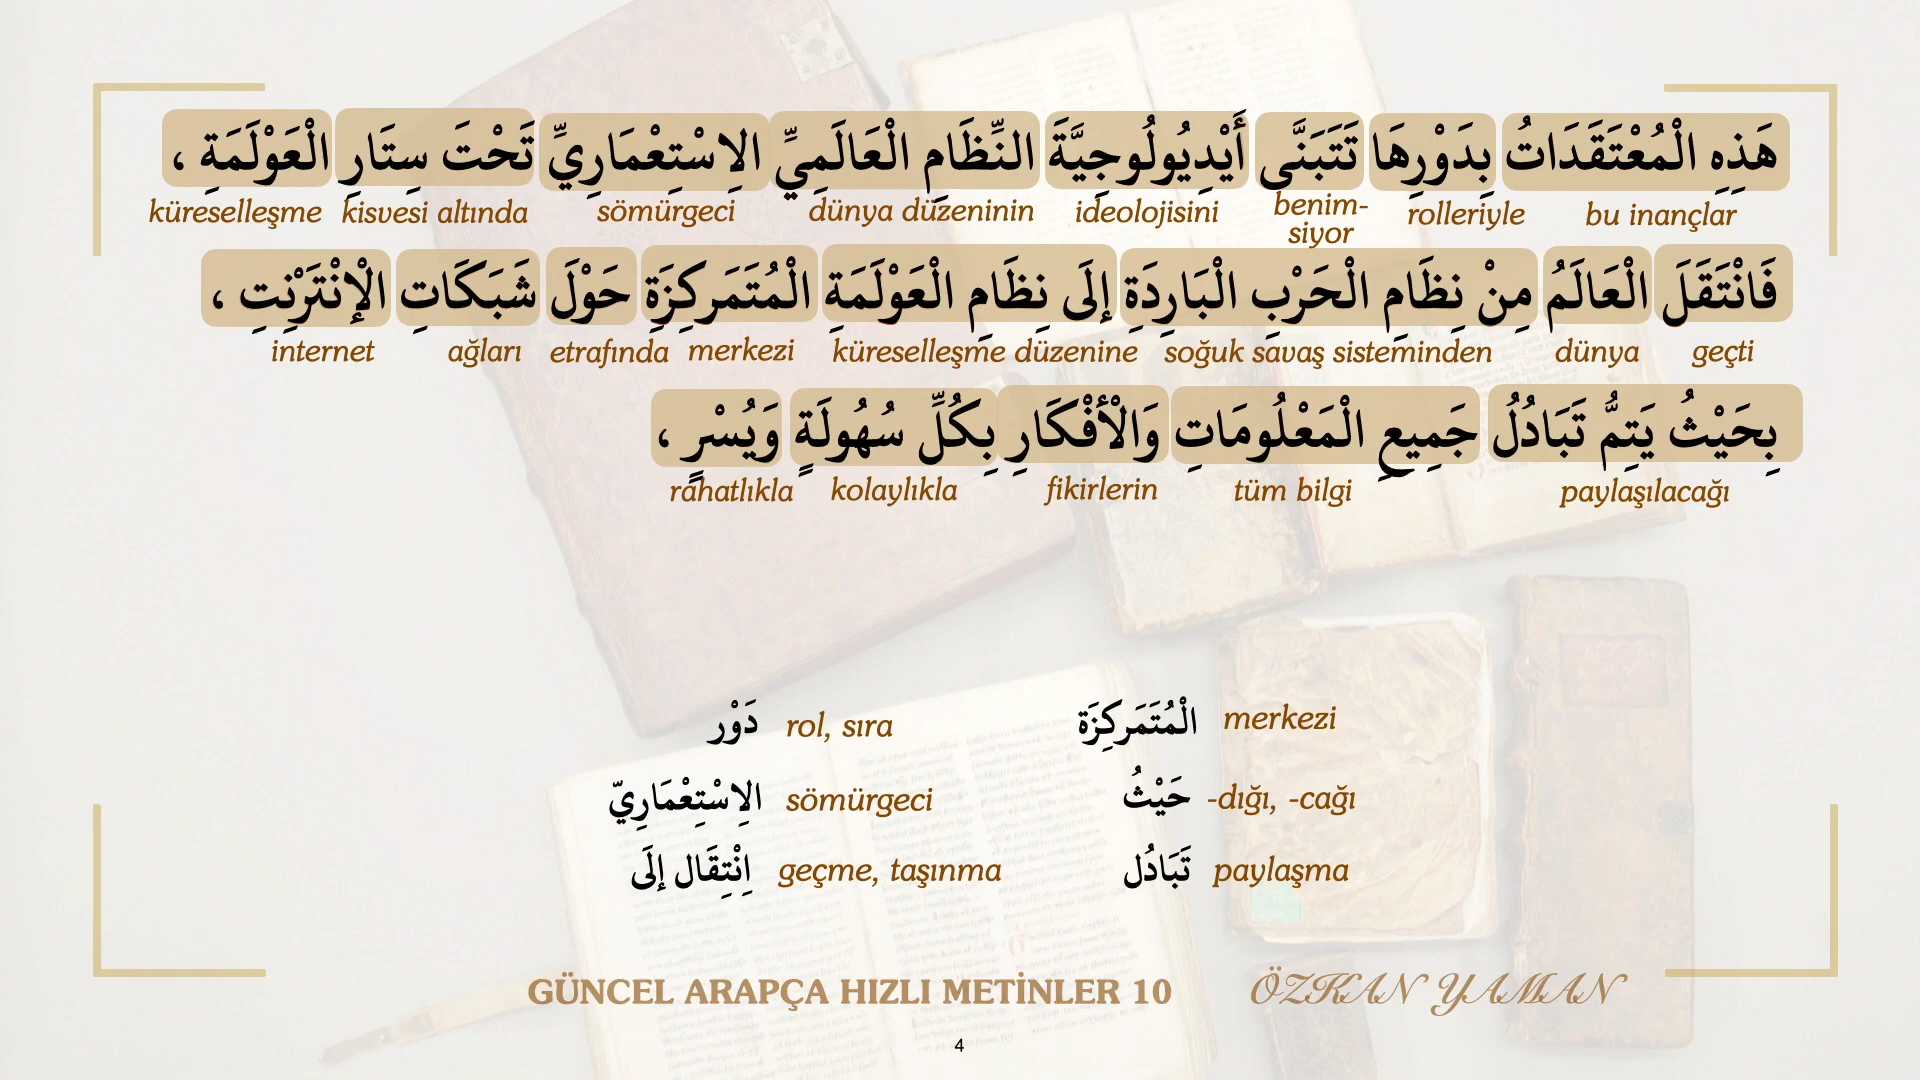 هَذِهِ الْمُعْتَقَدَاتُ بِدَوْرِهَا تَتَبَنَّى أَيْدِيُولُوجِيَّةَ النِّظَامِ الْعَالَمِيِّ الاِسْتِعْمَارِيِّ تَحْتَ سِتَارِ الْعَوْلَمَةِ ،
bu inançlar rolleriyle benim-siyor ideolojisini dünya düzeninin sömürgeci kisvesi altında küreselleşme
فَانْتَقَلَ الْعَالَمُ مِنْ نِظَامِ الْحَرْبِ الْبَارِدَةِ إِلَى نِظَامِ الْعَوْلَمَةِ الْمُتَمَركِزَةِ حَوْلَ شَبَكَاتِ الْإِنْتَرْنِتِ ،
geçti dünya soğuk savaş sisteminden küreselleşme düzenine merkezi etrafında ağları internet
بِحَيْثُ يَتِمُّ تَبَادُلُ جَمِيعِ الْمَعْلُومَاتِ وَالْأَفْكَارِ بِكُلِّ سُهُولَةٍ وَيُسْرٍ ،
paylaşılacağı tüm bilgi fikirlerin kolaylıkla rahatlıkla
الْمُتَمَركِزَة merkezi
دَوْر rol, sıra
حَيْثُ -dığı, -cağı
الاِسْتِعْمَارِيّ sömürgeci
تَبَادُل paylaşma
اِنْتِقَال إِلَى geçme, taşınma
GÜNCEL ARAPÇA HIZLI METİNLER 10 ÖZKAN YAMAN
4